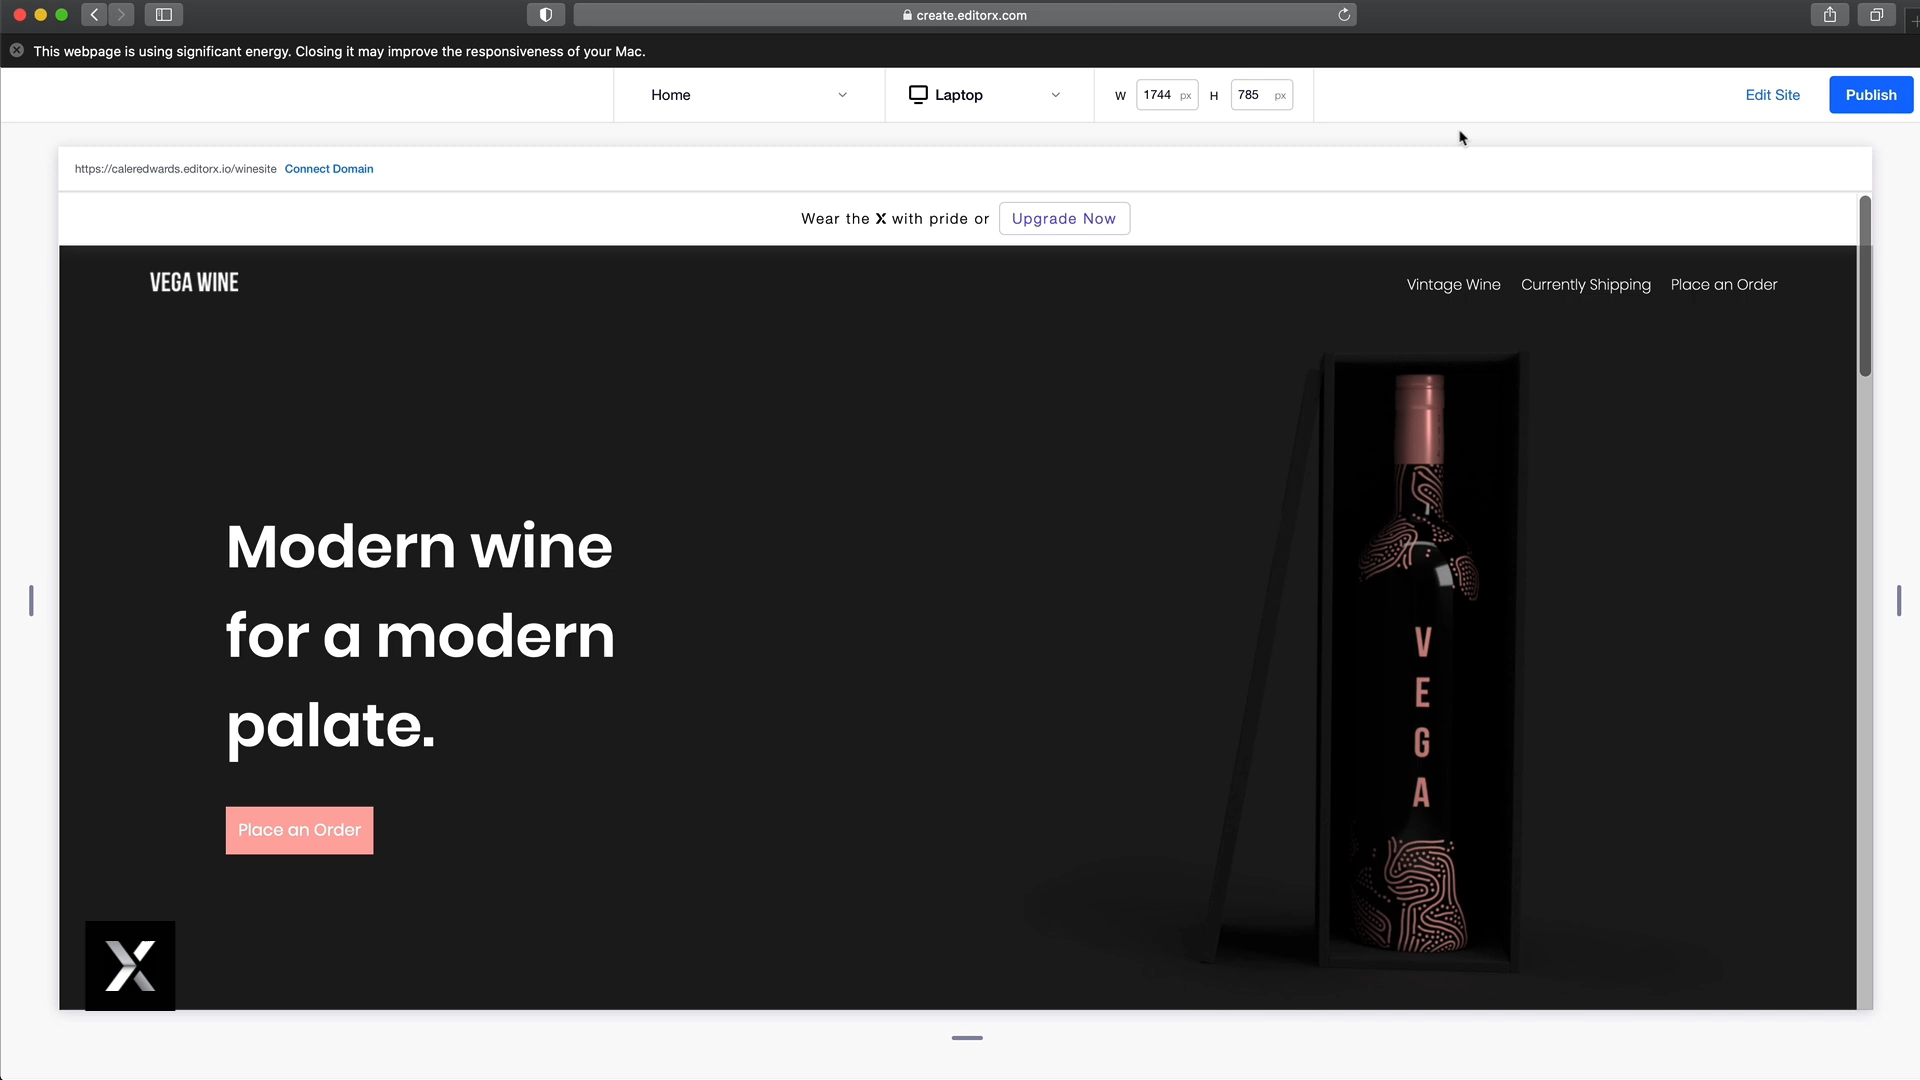 create.editorx.com
This webpage is using significant energy. Closing it may improve the responsiveness of your Mac.
Home
Laptop
W 1744 px H 785 px
Edit Site
Publish
https://caleredwards.editorx.io/winesite Connect Domain
Wear the X with pride or Upgrade Now
VEGA WINE
Vintage Wine Currently Shipping Place an Order
Modern wine
for a modern
palate.
Place an Order
VEGA
X